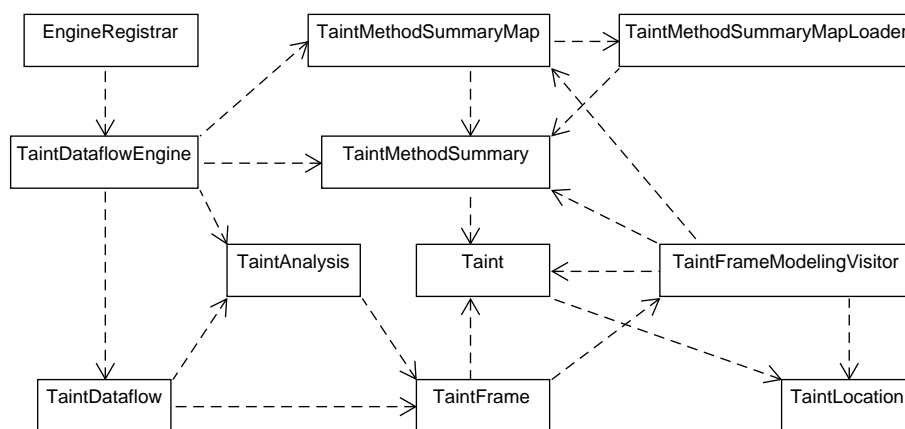 EngineRegistrar
TaintMethodSummaryMap
TaintMethodSummaryMapLoader
TaintDataflowEngine
TaintMethodSummary
TaintAnalysis
Taint
TaintFrameModelingVisitor
TaintDataflow
TaintFrame
TaintLocation